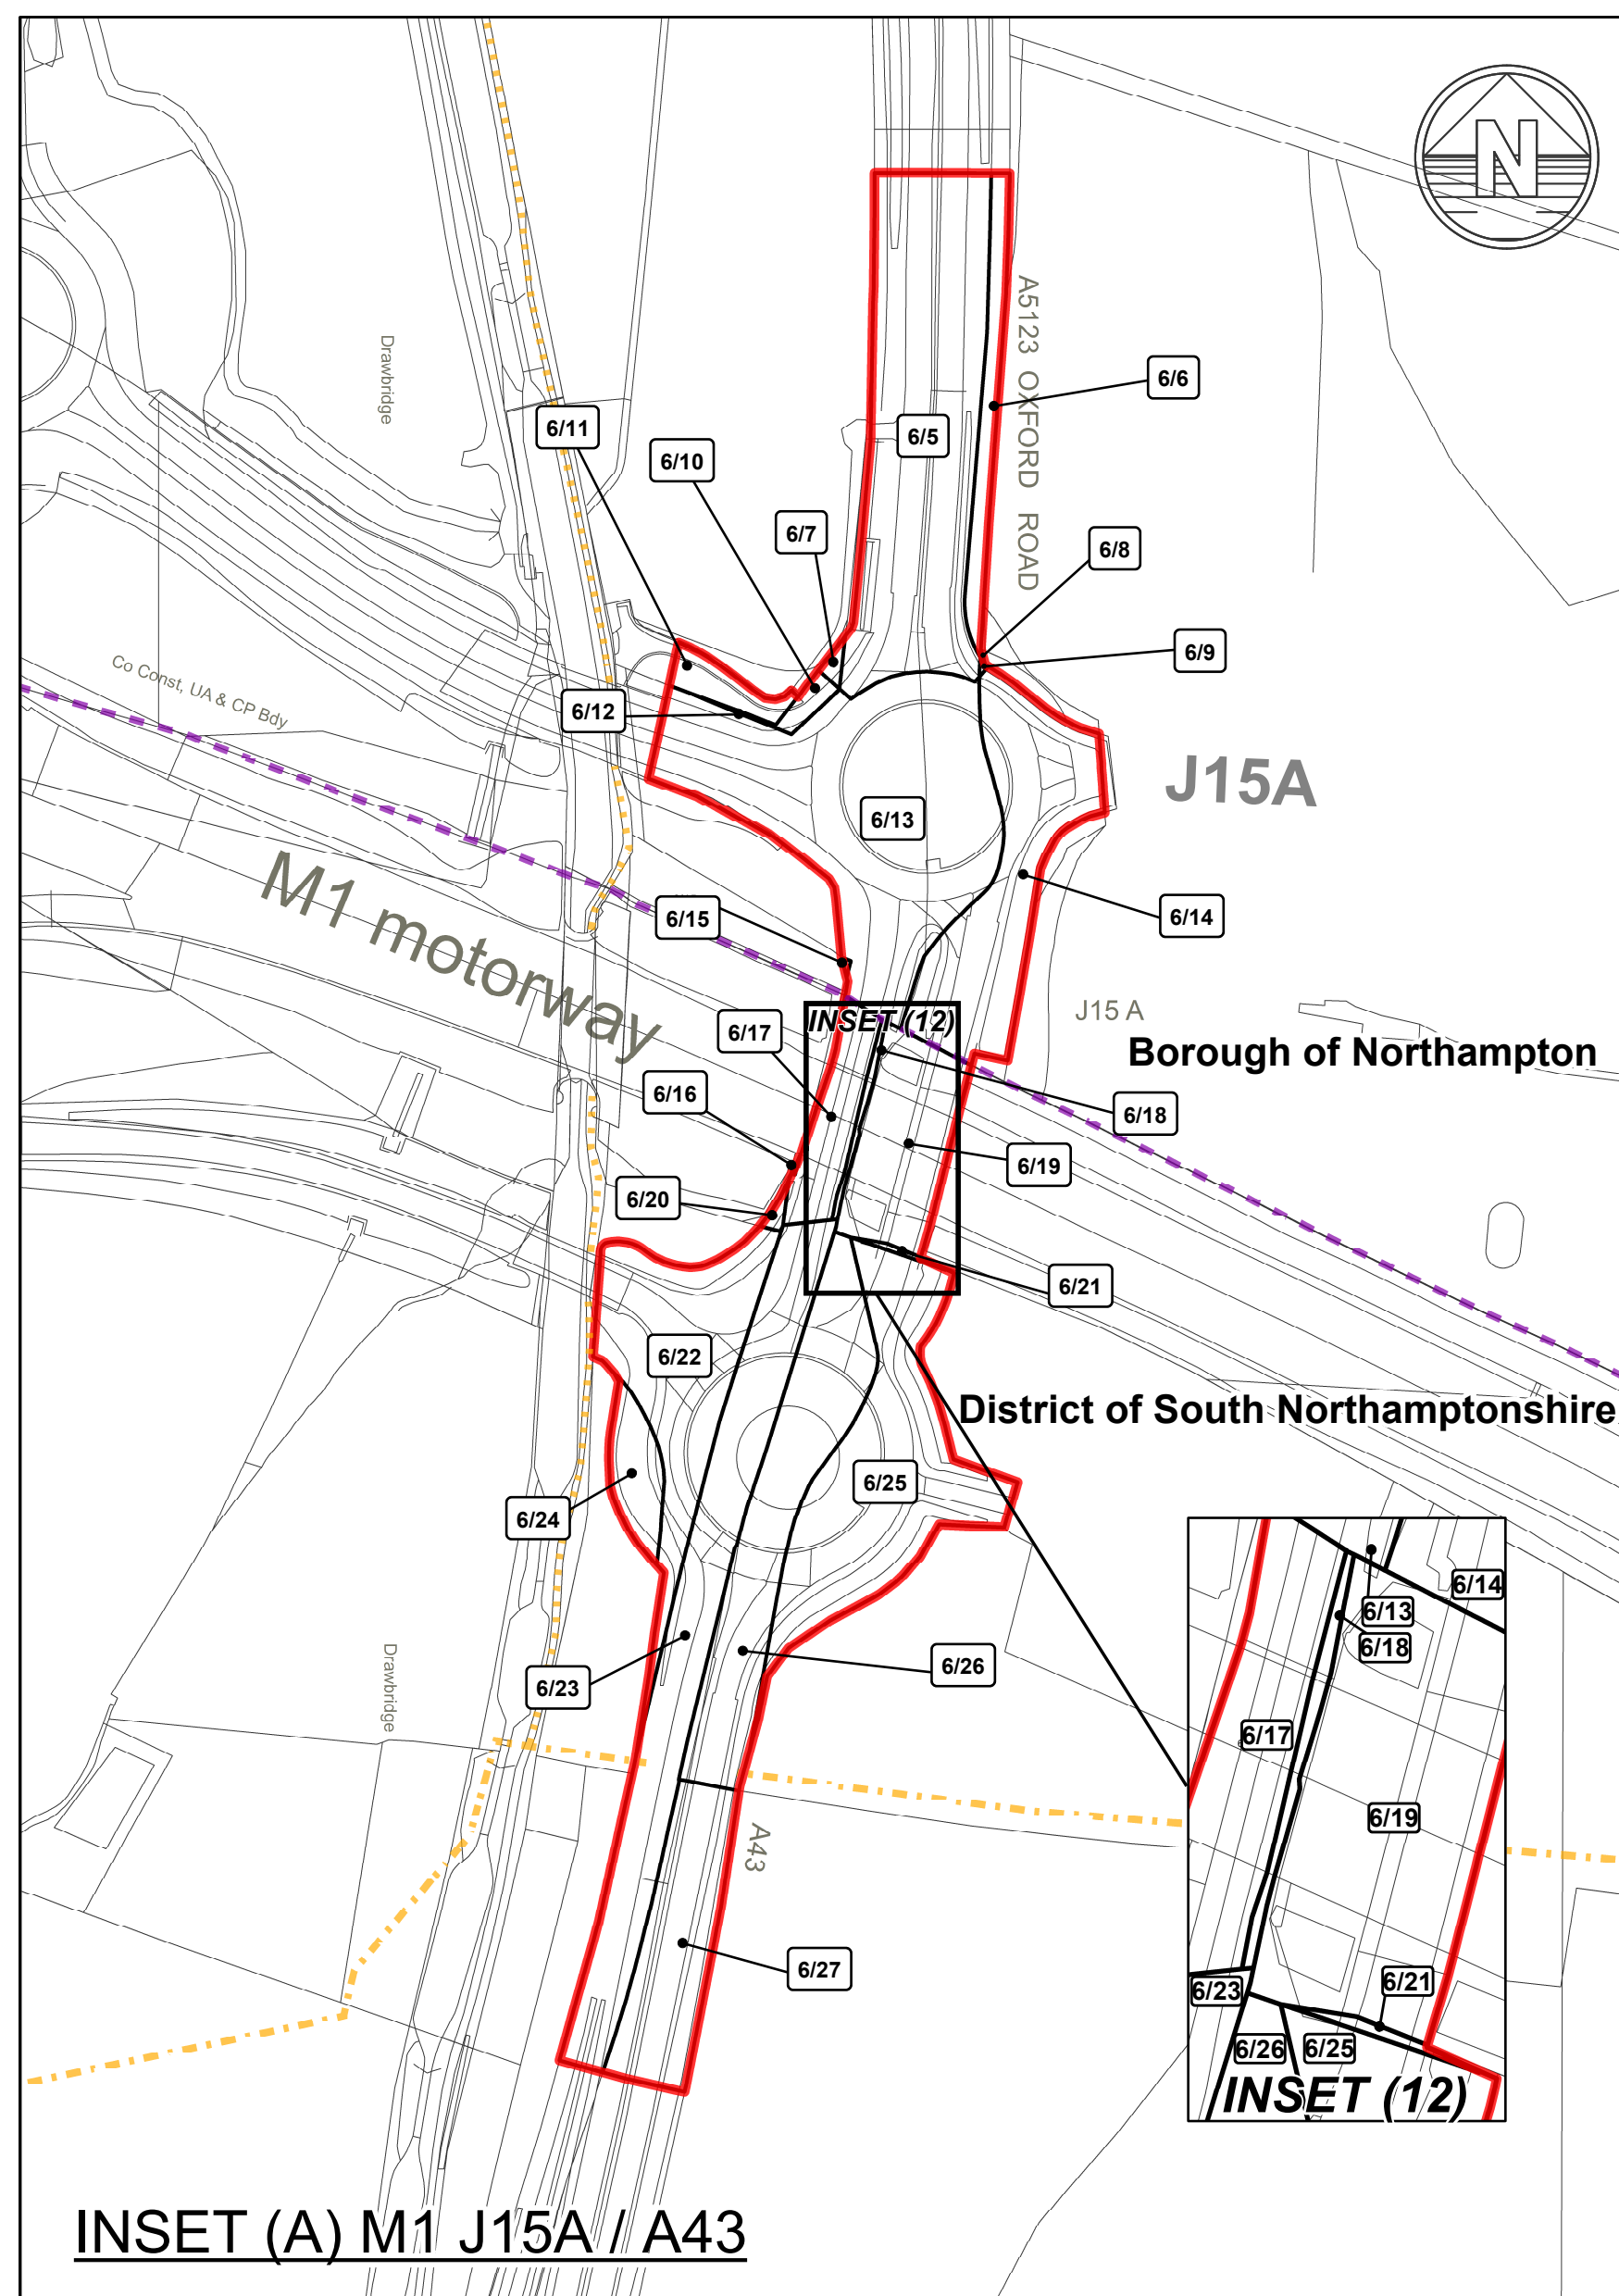 N
A5123 OXFORD ROAD
Drawbridge
6/6
6/11
6/5
6/10
6/7
6/8
6/9
Co Const, UA & CP Bdy
6/12
J15A
6/13
M1 motorway
6/15
6/14
J15 A
INSET (12)
6/17
Borough of Northampton
6/16
6/18
6/19
6/20
6/21
6/22
District of South Northamptonshire
6/25
6/24
6/14
6/13
6/18
6/26
6/23
Drawbridge
6/17
6/19
A43
6/27
6/21
6/23
6/26
6/25
INSET (12)
INSET (A) M1 J15A / A43